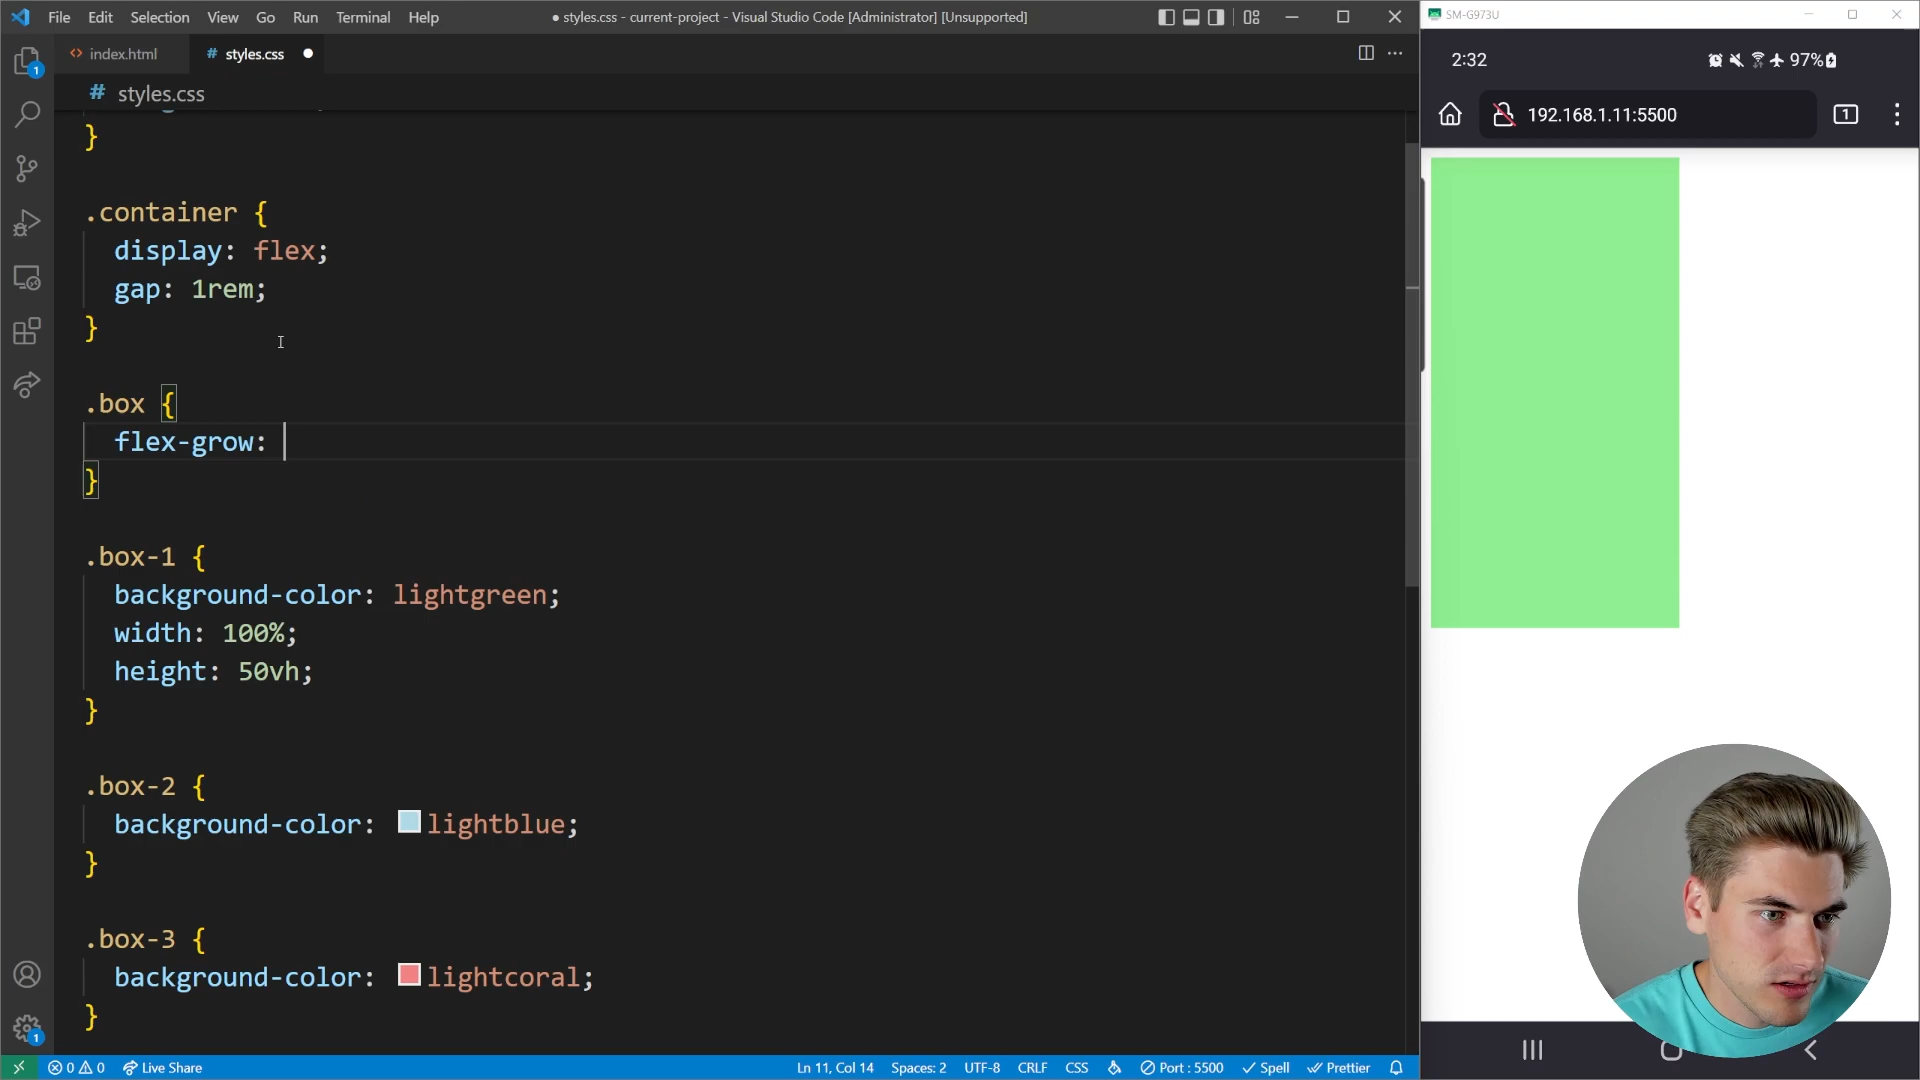 File Edit Selection View Go Run Terminal Help
● styles.css - current-project - Visual Studio Code [Administrator] [Unsupported]
SM-G973U
index.html
# styles.css
# styles.css
2:32
97%
192.168.1.11:5500
1
1
}
.container {
display: flex;
gap: 1rem;
}
.box {
flex-grow:
}
.box-1 {
background-color: lightgreen;
width: 100%;
height: 50vh;
}
.box-2 {
background-color: lightblue;
}
.box-3 {
background-color: lightcoral;
}
1
0 0 Live Share
Ln 11, Col 14 Spaces: 2 UTF-8 CRLF CSS Port : 5500 Spell Prettier